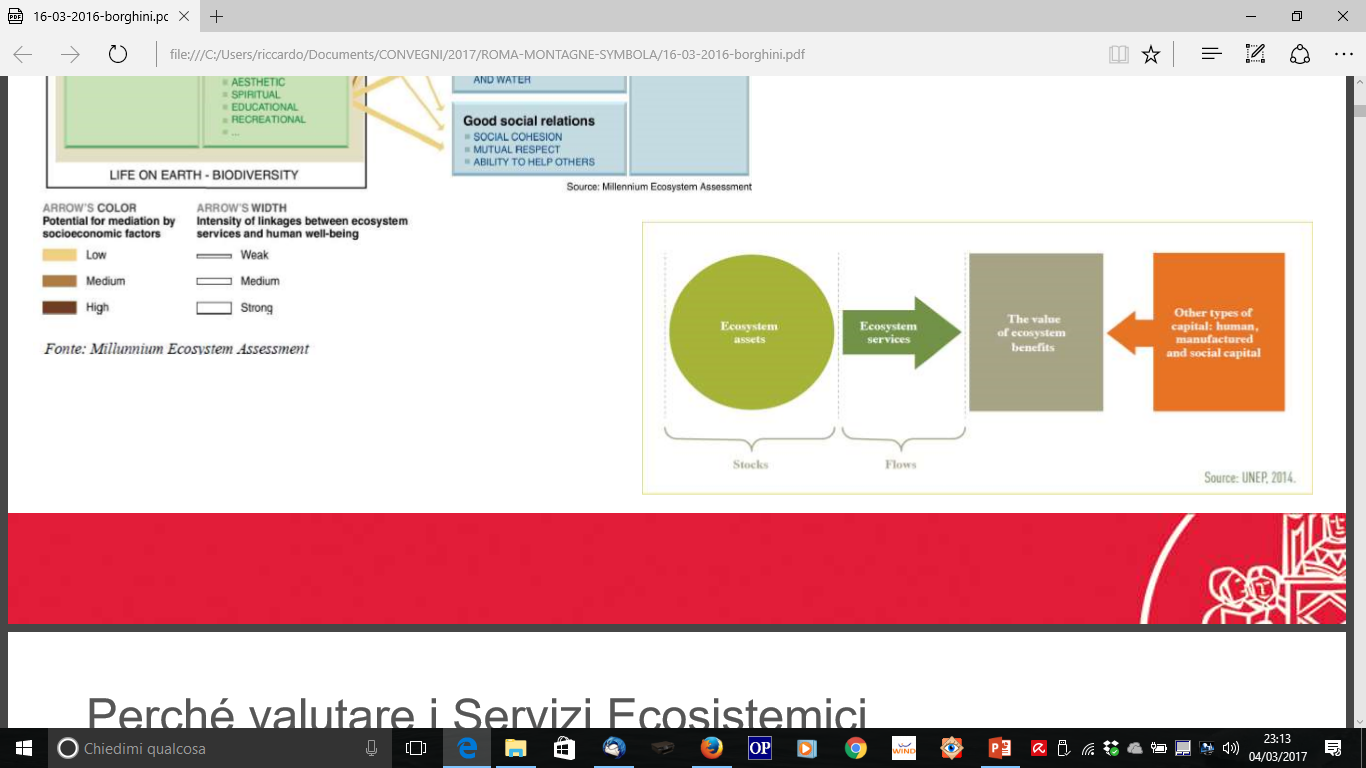 16-03-2016-borghini.pc
file:///C:/Users/riccardo/Documents/CONVEGNI/2017/ROMA-MONTAGNE-SYMBOLA/16-03-2016-borghini.pdf
AESTHETIC
SPIRITUAL
EDUCATIONAL
RECREATIONAL
...
LIFE ON EARTH - BIODIVERSITY
AND WATER
Good social relations
SOCIAL COHESION
MUTUAL RESPECT
ABILITY TO HELP OTHERS
Source: Millennium Ecosystem Assessment
ARROW'S COLOR
Potential for mediation by
socioeconomic factors
Low
Medium
High
ARROW'S WIDTH
Intensity of linkages between ecosystem
services and human well-being
Weak
Medium
Strong
Fonte: Millunnium Ecosystem Assessment
Ecosystem
assets
Ecosystem
services
The value
of ecosystem
benefits
Other types of
capital: human,
manufactured
and social capital
Stocks
Flows
Source: UNEP, 2014.
Perché valutare i Servizi Ecosistemici
Chiedimi qualcosa
OP
WIND
23:13
04/03/2017